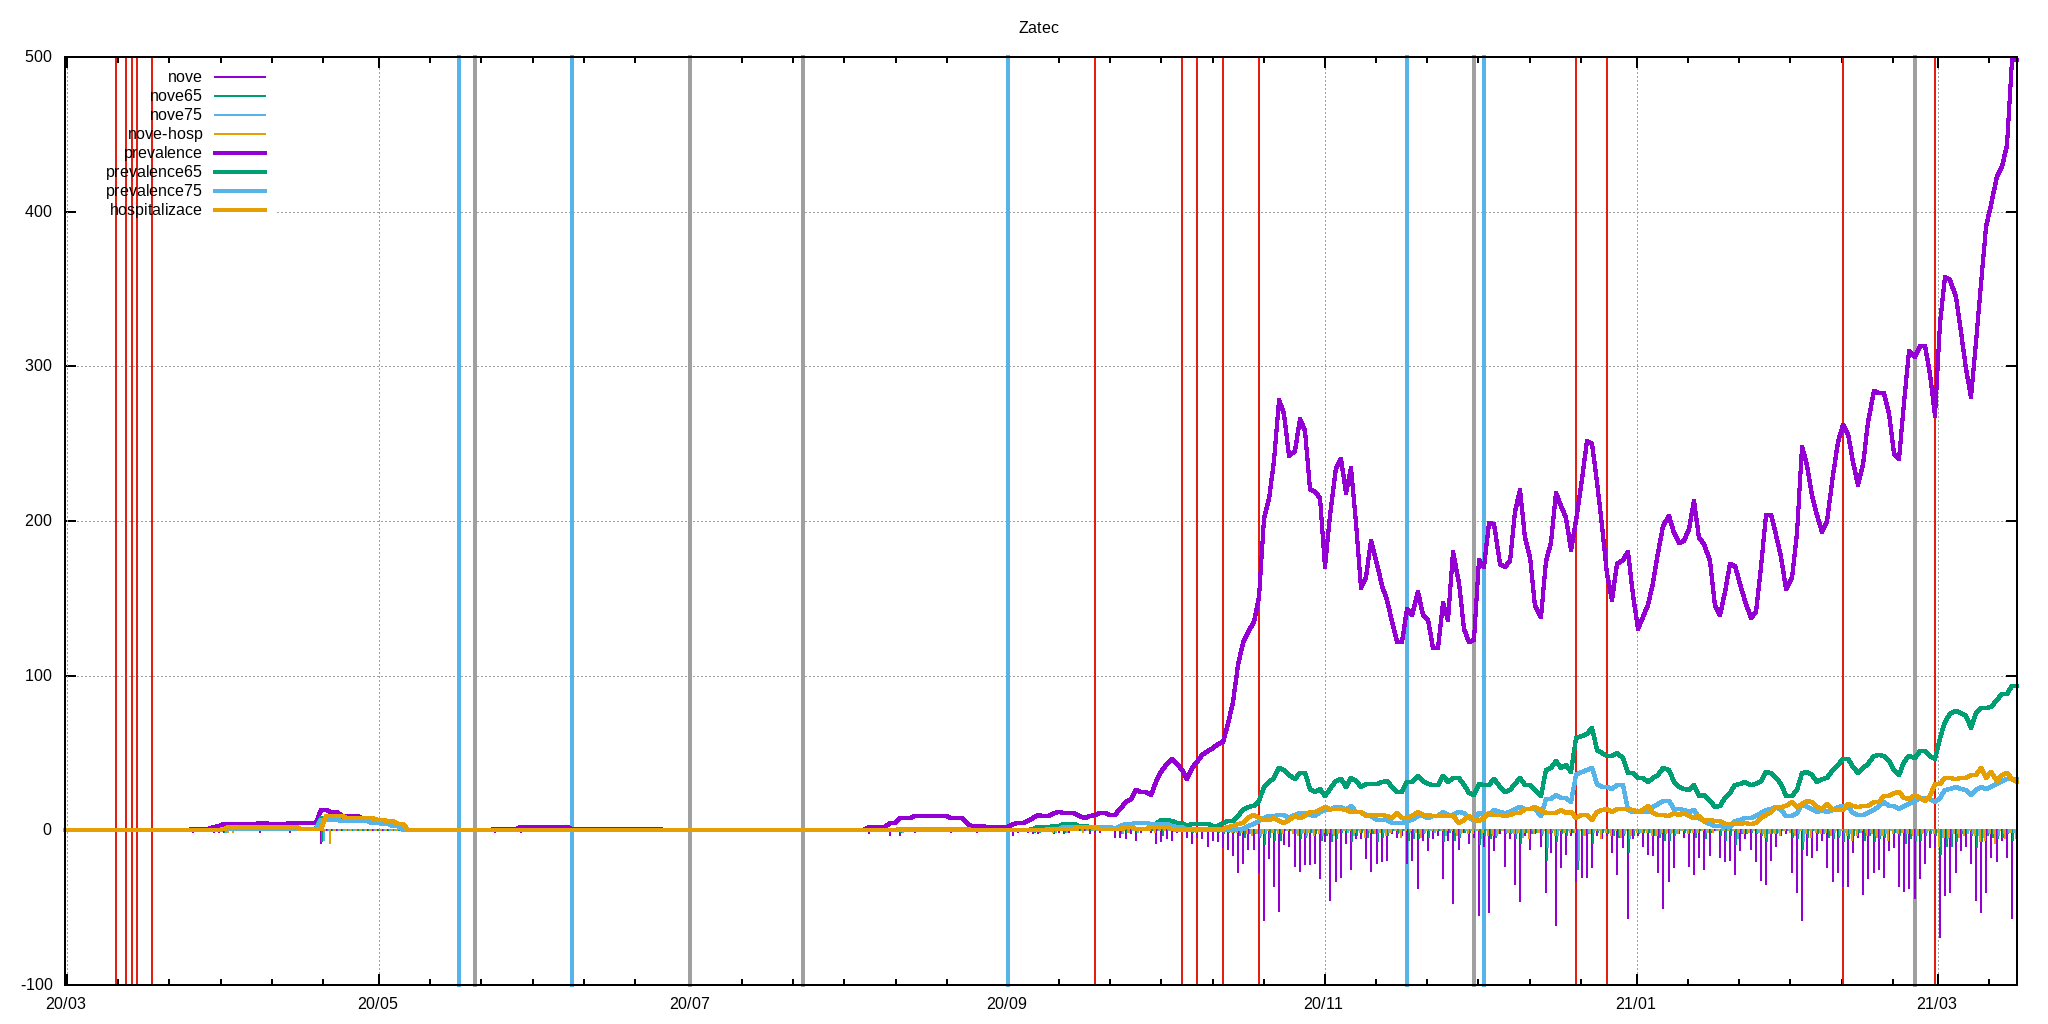 Zatec
500
nove
nove65
nove75
nove-hosp
prevalence
prevalence65
prevalence75
hospitalizace
400
300
200
100
0
-100
20/03 20/05 20/07 20/09 20/11 21/01 21/03